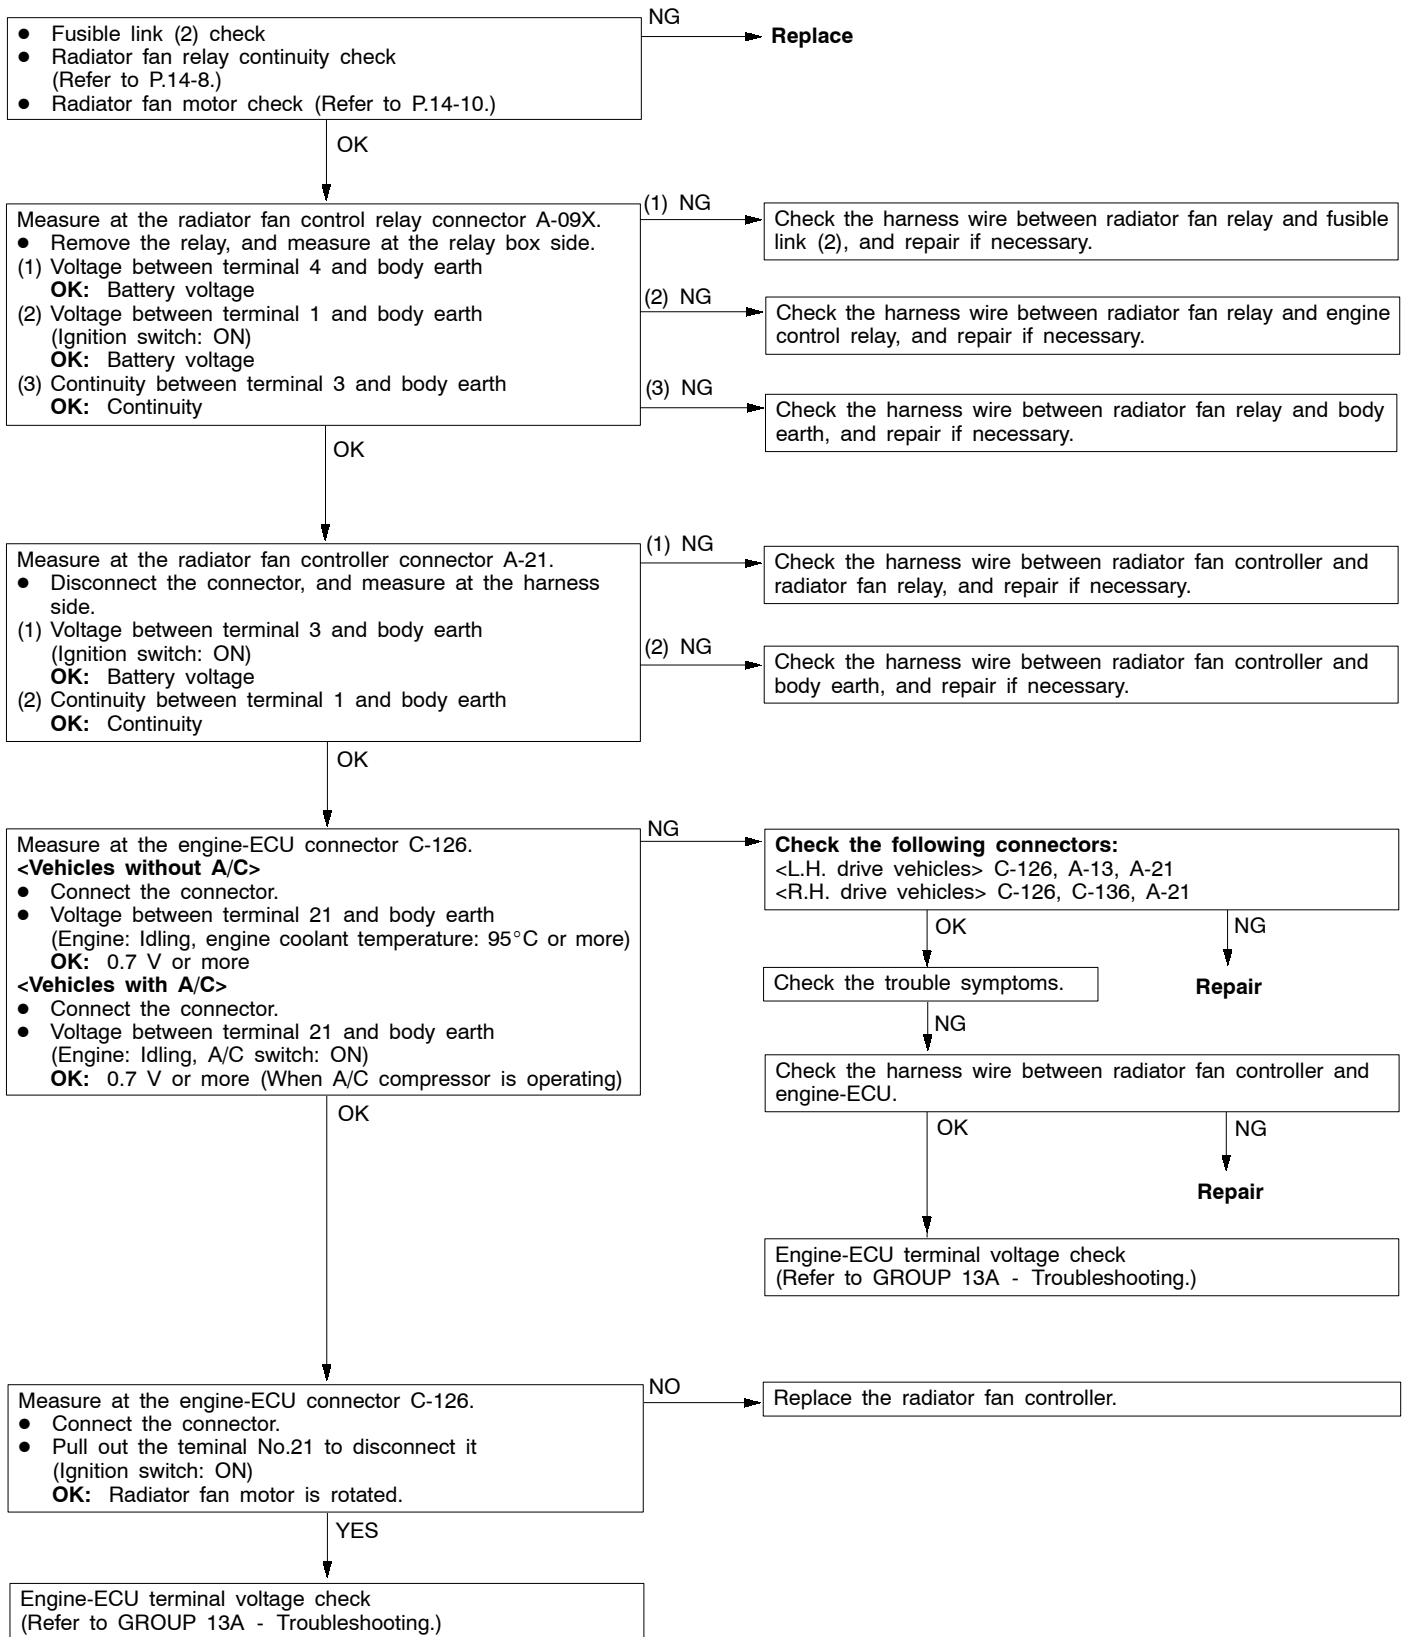 ● Fusible link (2) check
● Radiator fan relay continuity check
(Refer to P.14-8.)
● Radiator fan motor check (Refer to P.14-10.)
NG
Replace
OK
Measure at the radiator fan control relay connector A-09X.
● Remove the relay, and measure at the relay box side.
(1) Voltage between terminal 4 and body earth
OK: Battery voltage
(2) Voltage between terminal 1 and body earth
(Ignition switch: ON)
OK: Battery voltage
(3) Continuity between terminal 3 and body earth
OK: Continuity
(1) NG
Check the harness wire between radiator fan relay and fusible
link (2), and repair if necessary.
(2) NG
Check the harness wire between radiator fan relay and engine
control relay, and repair if necessary.
(3) NG
Check the harness wire between radiator fan relay and body
earth, and repair if necessary.
OK
Measure at the radiator fan controller connector A-21.
● Disconnect the connector, and measure at the harness
side.
(1) Voltage between terminal 3 and body earth
(Ignition switch: ON)
OK: Battery voltage
(2) Continuity between terminal 1 and body earth
OK: Continuity
(1) NG
Check the harness wire between radiator fan controller and
radiator fan relay, and repair if necessary.
(2) NG
Check the harness wire between radiator fan controller and
body earth, and repair if necessary.
OK
Measure at the engine-ECU connector C-126.
<Vehicles without A/C>
● Connect the connector.
● Voltage between terminal 21 and body earth
(Engine: Idling, engine coolant temperature: 95°C or more)
OK: 0.7 V or more
<Vehicles with A/C>
● Connect the connector.
● Voltage between terminal 21 and body earth
(Engine: Idling, A/C switch: ON)
OK: 0.7 V or more (When A/C compressor is operating)
NG
Check the following connectors:
<L.H. drive vehicles> C-126, A-13, A-21
<R.H. drive vehicles> C-126, C-136, A-21
OK
NG
Check the trouble symptoms.
Repair
NG
Check the harness wire between radiator fan controller and
engine-ECU.
OK
NG
Repair
Engine-ECU terminal voltage check
(Refer to GROUP 13A - Troubleshooting.)
OK
Measure at the engine-ECU connector C-126.
● Connect the connector.
● Pull out the teminal No.21 to disconnect it
(Ignition switch: ON)
OK: Radiator fan motor is rotated.
NO
Replace the radiator fan controller.
YES
Engine-ECU terminal voltage check
(Refer to GROUP 13A - Troubleshooting.)